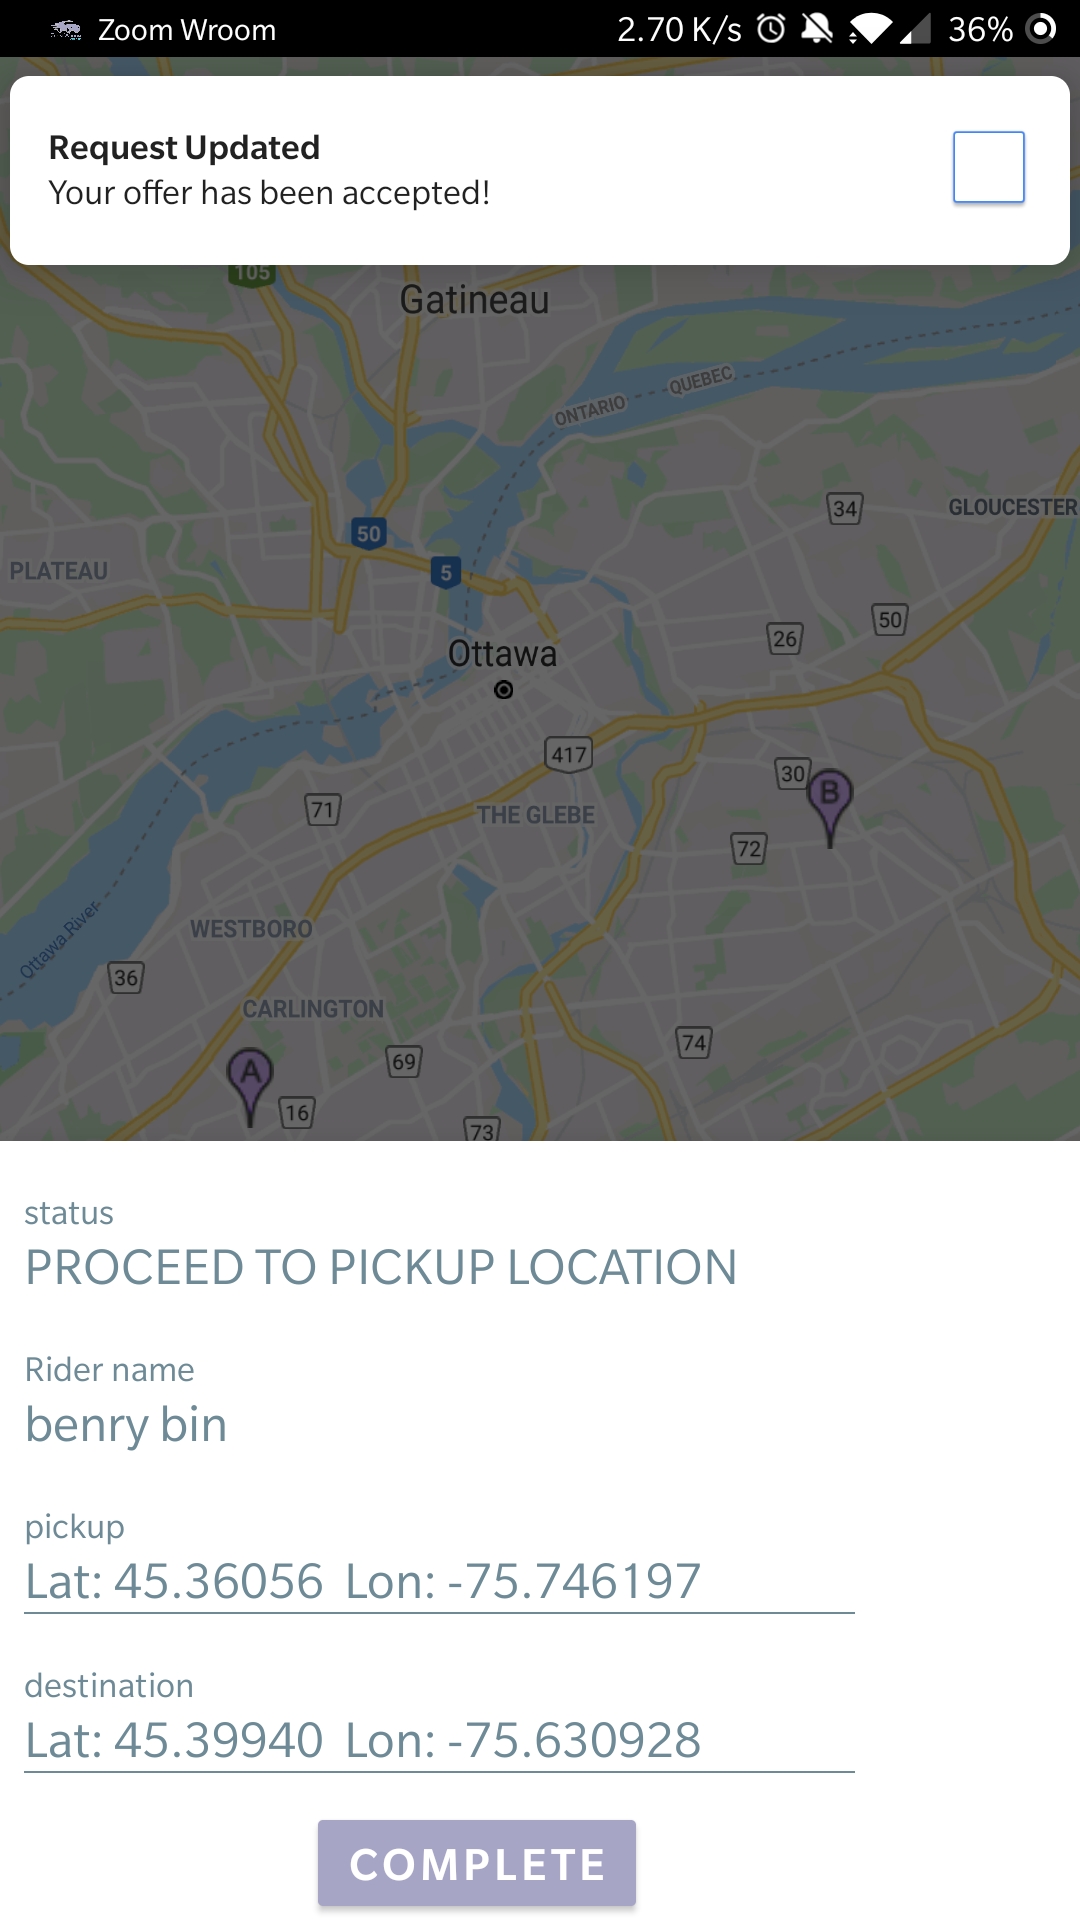 Zoom Wroom 2.70 K/s 36%
Request Updated
Your offer has been accepted!
105
Gatineau
QUEBEC
ONTARIO
34
GLOUCESTER
50
PLATEAU
5
50
26
Ottawa
417
30
B
71
THE GLEBE
72
Ottawa River
WESTBORO
36
CARLINGTON
74
69
A
16
73
status
PROCEED TO PICKUP LOCATION
Rider name
benry bin
pickup
Lat: 45.36056 Lon: -75.746197
destination
Lat: 45.39940 Lon: -75.630928
COMPLETE